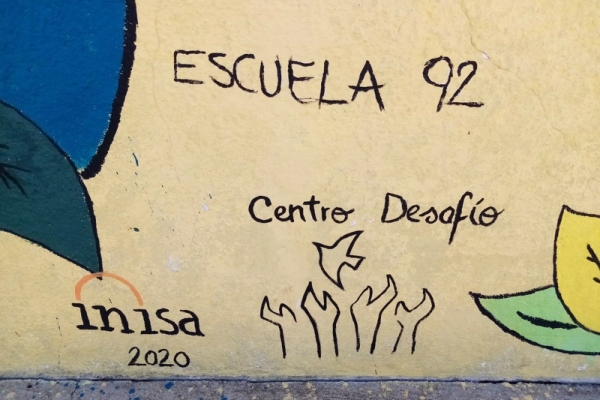 ESCUELA 92
Centro Desafío
inisa
2020